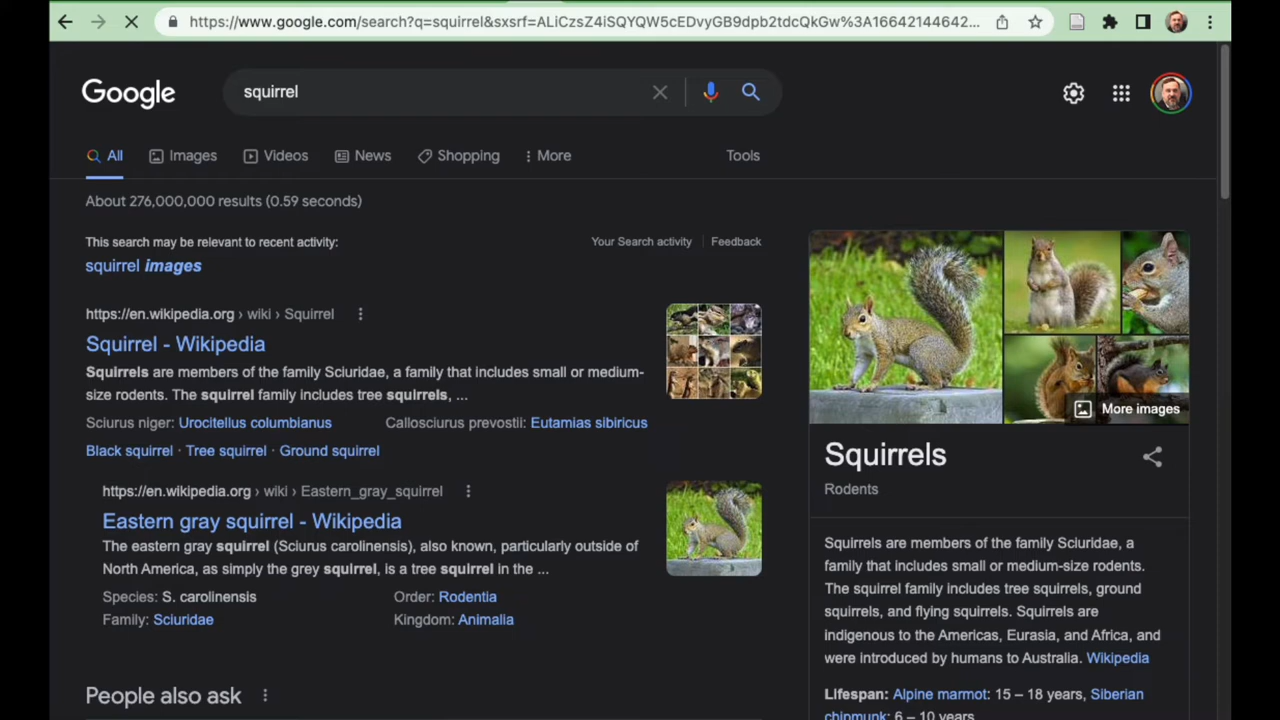 https://www.google.com/search?q=squirrel&sxsrf=ALiCzsZ4iSQYQW5cEDvyGB9dpb2tdcQkGw%3A16642144642...
Google
squirrel
All Images Videos News Shopping More Tools
About 276,000,000 results (0.59 seconds)
This search may be relevant to recent activity: Your Search activity Feedback
squirrel images
https://en.wikipedia.org › wiki › Squirrel
Squirrel - Wikipedia
Squirrels are members of the family Sciuridae, a family that includes small or medium-
size rodents. The squirrel family includes tree squirrels, ...
Sciurus niger: Urocitellus columbianus Callosciurus prevostii: Eutamias sibiricus
Black squirrel · Tree squirrel · Ground squirrel
https://en.wikipedia.org › wiki › Eastern_gray_squirrel
Eastern gray squirrel - Wikipedia
The eastern gray squirrel (Sciurus carolinensis), also known, particularly outside of
North America, as simply the grey squirrel, is a tree squirrel in the ...
Species: S. carolinensis Order: Rodentia
Family: Sciuridae Kingdom: Animalia
People also ask
More images
Squirrels
Rodents
Squirrels are members of the family Sciuridae, a
family that includes small or medium-size rodents.
The squirrel family includes tree squirrels, ground
squirrels, and flying squirrels. Squirrels are
indigenous to the Americas, Eurasia, and Africa, and
were introduced by humans to Australia. Wikipedia
Lifespan: Alpine marmot: 15 – 18 years, Siberian
chipmunk: 6 – 10 years